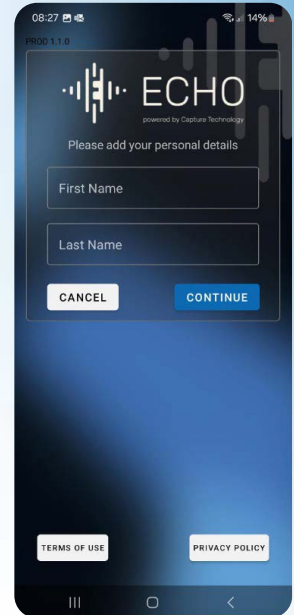 08:27 14%
PROD 1.1.0
ECHO
powered by Capture Technology
Please add your personal details
First Name
Last Name
CANCEL CONTINUE
TERMS OF USE PRIVACY POLICY